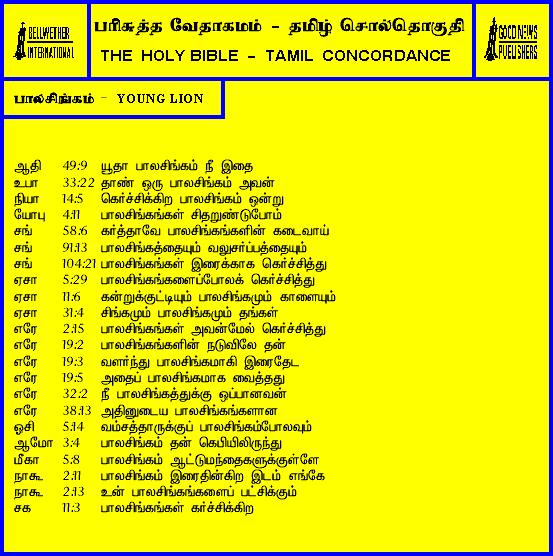 BELLWETHER
INTERNATIONAL
பரிசுத்த வேதாகமம் - தமிழ் சொல்தொகுதி
THE HOLY BIBLE - TAMIL CONCORDANCE
GOOD NEWS
PUBLISHERS
பாலசிங்கம் - YOUNG LION
ஆதி 49:9 யூதா பாலசிங்கம் நீ இதை
உபா 33:22 தாண் ஒரு பாலசிங்கம் அவன்
நியா 14:5 கெர்ச்சிக்கிற பாலசிங்கம் ஒன்று
யோபு 4:11 பாலசிங்கங்கள் சிதறுண்டுபோம்
சங் 58:6 கர்த்தாவே பாலசிங்கங்களின் கடைவாய்
சங் 91:13 பாலசிங்கத்தையும் வலுசர்ப்பத்தையும்
சங் 104:21 பாலசிங்கங்கள் இரைக்காக கெர்ச்சித்து
ஏசா 5:29 பாலசிங்கங்களைப்போலக் கெர்ச்சித்து
ஏசா 11:6 கன்றுக்குட்டியும் பாலசிங்கமும் காளையும்
ஏசா 31:4 சிங்கமும் பாலசிங்கமும் தங்கள்
எரே 2:15 பாலசிங்கங்கள் அவன்மேல் கெர்ச்சித்து
எரே 19:2 பாலசிங்கங்களின் நடுவிலே தன்
எரே 19:3 வளர்ந்து பாலசிங்கமாகி இரைதேட
எரே 19:5 அதைப் பாலசிங்கமாக வைத்தது
எரே 32:2 நீ பாலசிங்கத்துக்கு ஒப்பானவன்
எரே 38:13 அதினுடைய பாலசிங்கங்களான
ஓசி 5:14 வம்சத்தாருக்குப் பாலசிங்கம்போலவும்
ஆமோ 3:4 பாலசிங்கம் தன் கெபியிலிருந்து
மீகா 5:8 பாலசிங்கம் ஆட்டுமந்தைகளுக்குள்ளே
நாகூ 2:11 பாலசிங்கம் இரைதின்கிற இடம் எங்கே
நாகூ 2:13 உன் பாலசிங்கங்களைப் பட்சிக்கும்
சக 11:3 பாலசிங்கங்கள் கர்ச்சிக்கிற